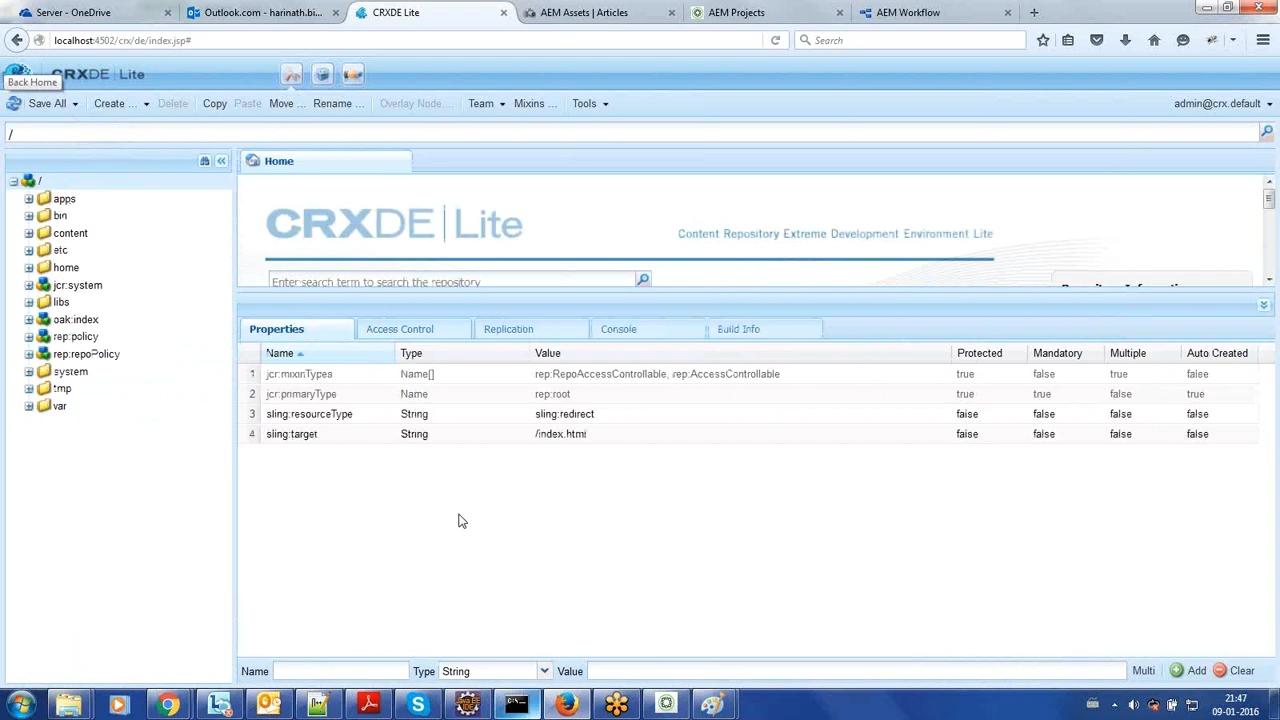 Server - OneDrive
Outlook.com - harinath.bi...
CRXDE Lite
AEM Assets | Articles
AEM Projects
AEM Workflow
localhost:4502/crx/de/index.jsp#
Search
CRXDE | Lite
Back Home
Save All
Create ...
Delete
Copy
Paste
Move ...
Rename ...
Overlay Node...
Team
Mixins ...
Tools
admin@crx.default
/
Home
/
apps
bin
content
etc
home
jcr:system
libs
oak:index
rep:policy
rep:repoPolicy
system
tmp
var
CRXDE | Lite
Content Repository Extreme Development Environment Lite
Enter search term to search the repository
Properties
Access Control
Replication
Console
Build Info
Name Type Value Protected Mandatory Multiple Auto Created
1 jcr:mixinTypes Name[] rep:RepoAccessControllable, rep:AccessControllable true false true false
2 jcr:primaryType Name rep:root true true false true
3 sling:resourceType String sling:redirect false false false false
4 sling:target String /index.html false false false false
Name
Type String
Value
Multi
Add
Clear
21:47
09-01-2016